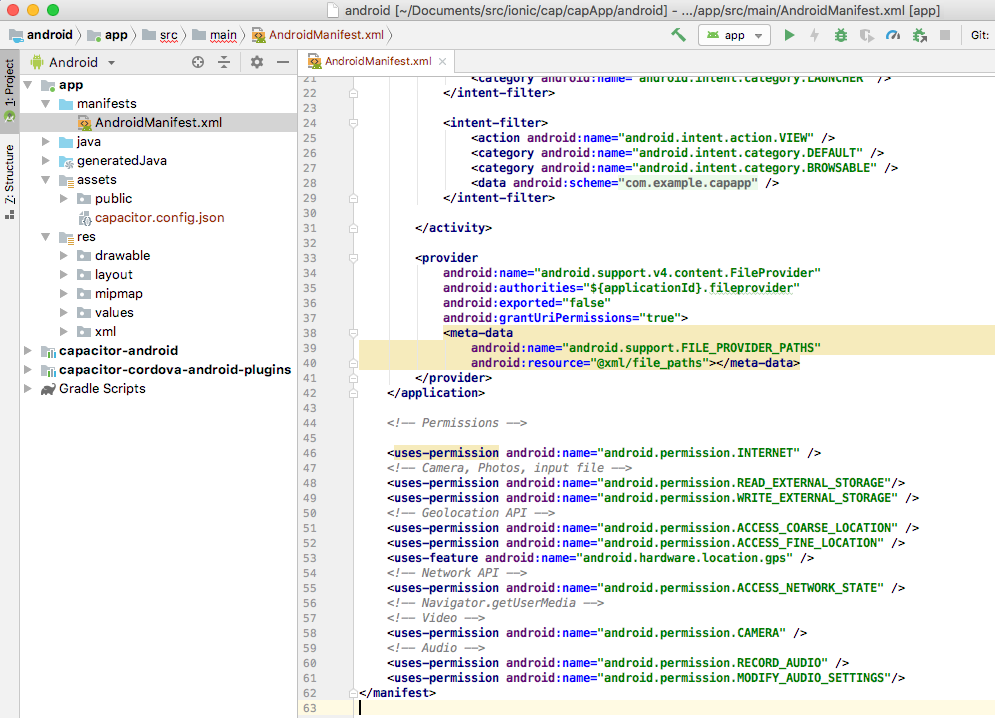 android [~/Documents/src/ionic/cap/capApp/android] - .../app/src/main/AndroidManifest.xml [app]
android app src main AndroidManifest.xml app Git:
Android AndroidManifest.xml
1: Project
Z: Structure
app
manifests
AndroidManifest.xml
java
generatedJava
assets
public
capacitor.config.json
res
drawable
layout
mipmap
values
xml
capacitor-android
capacitor-cordova-android-plugins
Gradle Scripts
21 <category android:name="android.intent.category.LAUNCHER" />
22 </intent-filter>
23
24 <intent-filter>
25 <action android:name="android.intent.action.VIEW" />
26 <category android:name="android.intent.category.DEFAULT" />
27 <category android:name="android.intent.category.BROWSABLE" />
28 <data android:scheme="com.example.capapp" />
29 </intent-filter>
30
31 </activity>
32
33 <provider
34 android:name="android.support.v4.content.FileProvider"
35 android:authorities="${applicationId}.fileprovider"
36 android:exported="false"
37 android:grantUriPermissions="true">
38 <meta-data
39 android:name="android.support.FILE_PROVIDER_PATHS"
40 android:resource="@xml/file_paths"></meta-data>
41 </provider>
42 </application>
43
44 <!-- Permissions -->
45
46 <uses-permission android:name="android.permission.INTERNET" />
47 <!-- Camera, Photos, input file -->
48 <uses-permission android:name="android.permission.READ_EXTERNAL_STORAGE"/>
49 <uses-permission android:name="android.permission.WRITE_EXTERNAL_STORAGE" />
50 <!-- Geolocation API -->
51 <uses-permission android:name="android.permission.ACCESS_COARSE_LOCATION" />
52 <uses-permission android:name="android.permission.ACCESS_FINE_LOCATION" />
53 <uses-feature android:name="android.hardware.location.gps" />
54 <!-- Network API -->
55 <uses-permission android:name="android.permission.ACCESS_NETWORK_STATE" />
56 <!-- Navigator.getUserMedia -->
57 <!-- Video -->
58 <uses-permission android:name="android.permission.CAMERA" />
59 <!-- Audio -->
60 <uses-permission android:name="android.permission.RECORD_AUDIO" />
61 <uses-permission android:name="android.permission.MODIFY_AUDIO_SETTINGS"/>
62 </manifest>
63